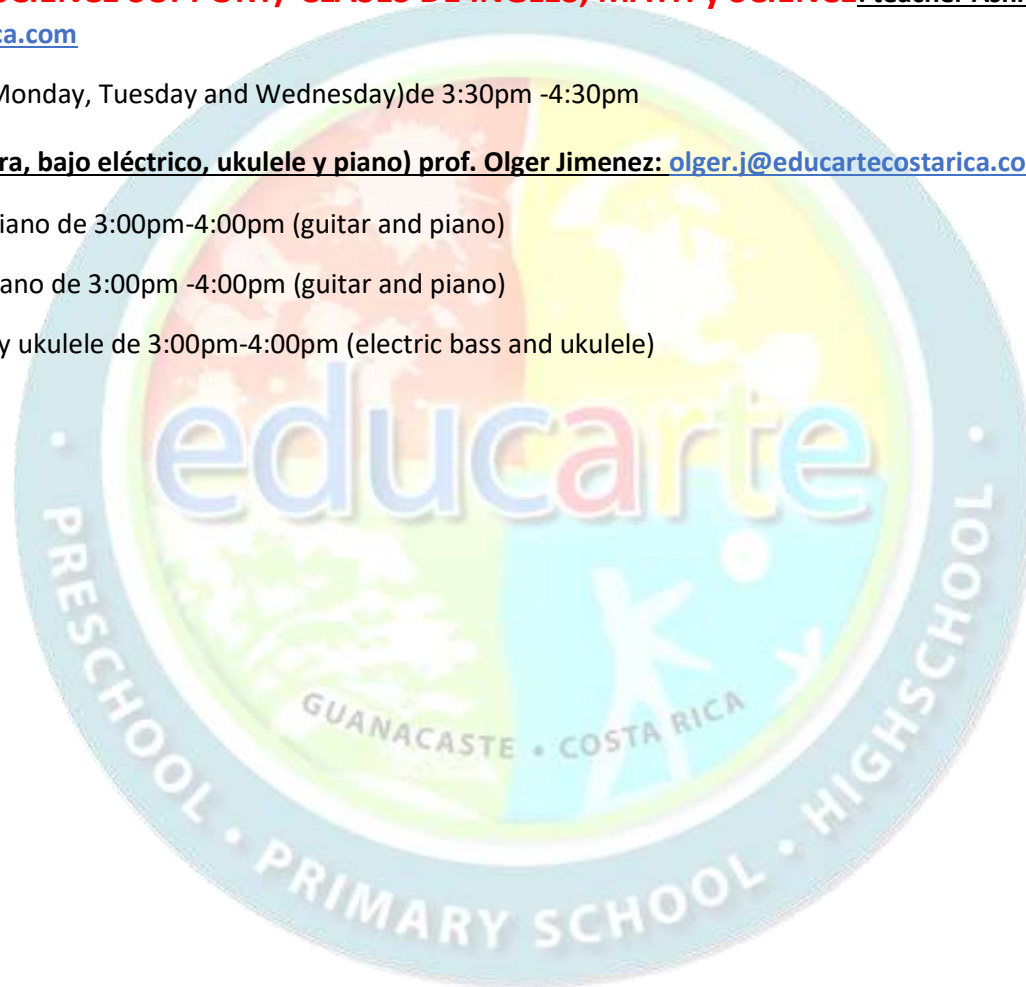 SCIENCE SUPPORT/ CLASES DE INGLES, MATH y SCIENCE: teacher
ca.com
Monday, Tuesday and Wednesday)de 3:30pm -4:30pm
ra, bajo eléctrico, ukulele y piano) prof. Olger Jimenez: olger.j@educartecostarica.co
iano de 3:00pm-4:00pm (guitar and piano)
ano de 3:00pm -4:00pm (guitar and piano)
y ukulele de 3:00pm-4:00pm (electric bass and ukulele)
educarte
GUANACASTE • COSTA RICA
• PRESCHOOL • PRIMARY SCHOOL • HIGHSCHOOL •